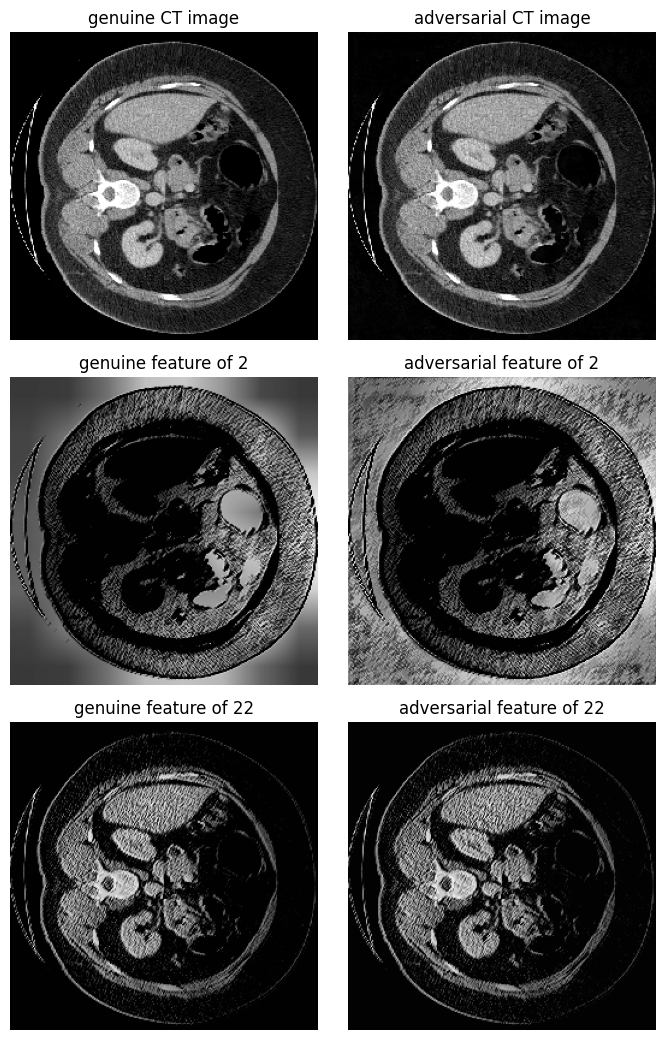 genuine CT image
adversarial CT image
genuine feature of 2
adversarial feature of 2
genuine feature of 22
adversarial feature of 22